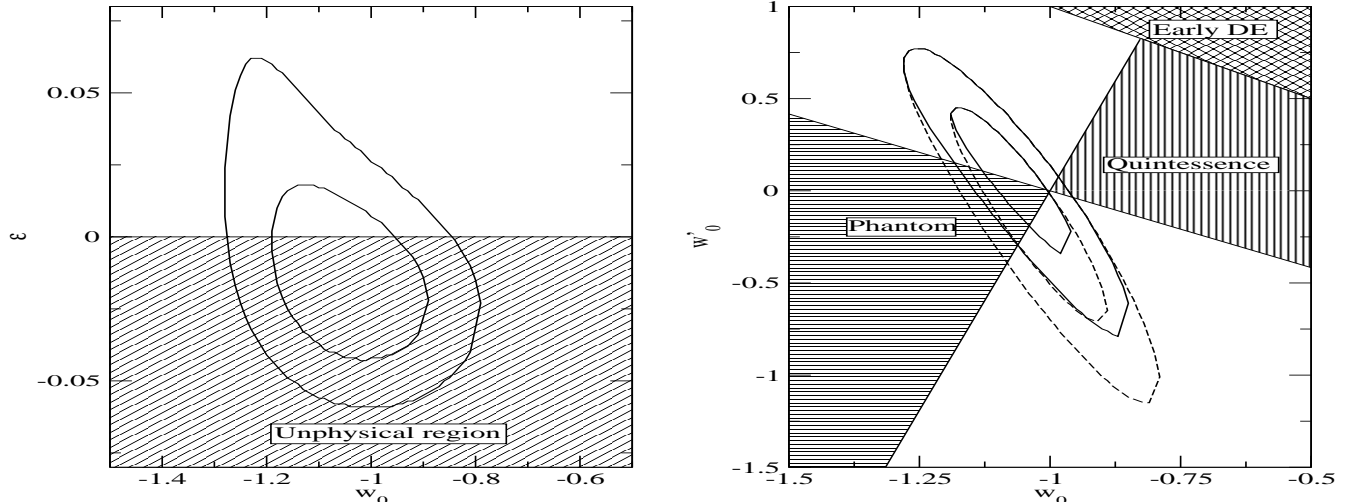 0.05
0
-0.05
ε
Unphysical region
-1.4
-1.2
-1
-0.8
-0.6
w₀
1
0.5
0
-0.5
-1
-1.5
w'₀
Early DE
Quintessence
Phantom
-1.5
-1.25
-1
-0.75
-0.5
w₀